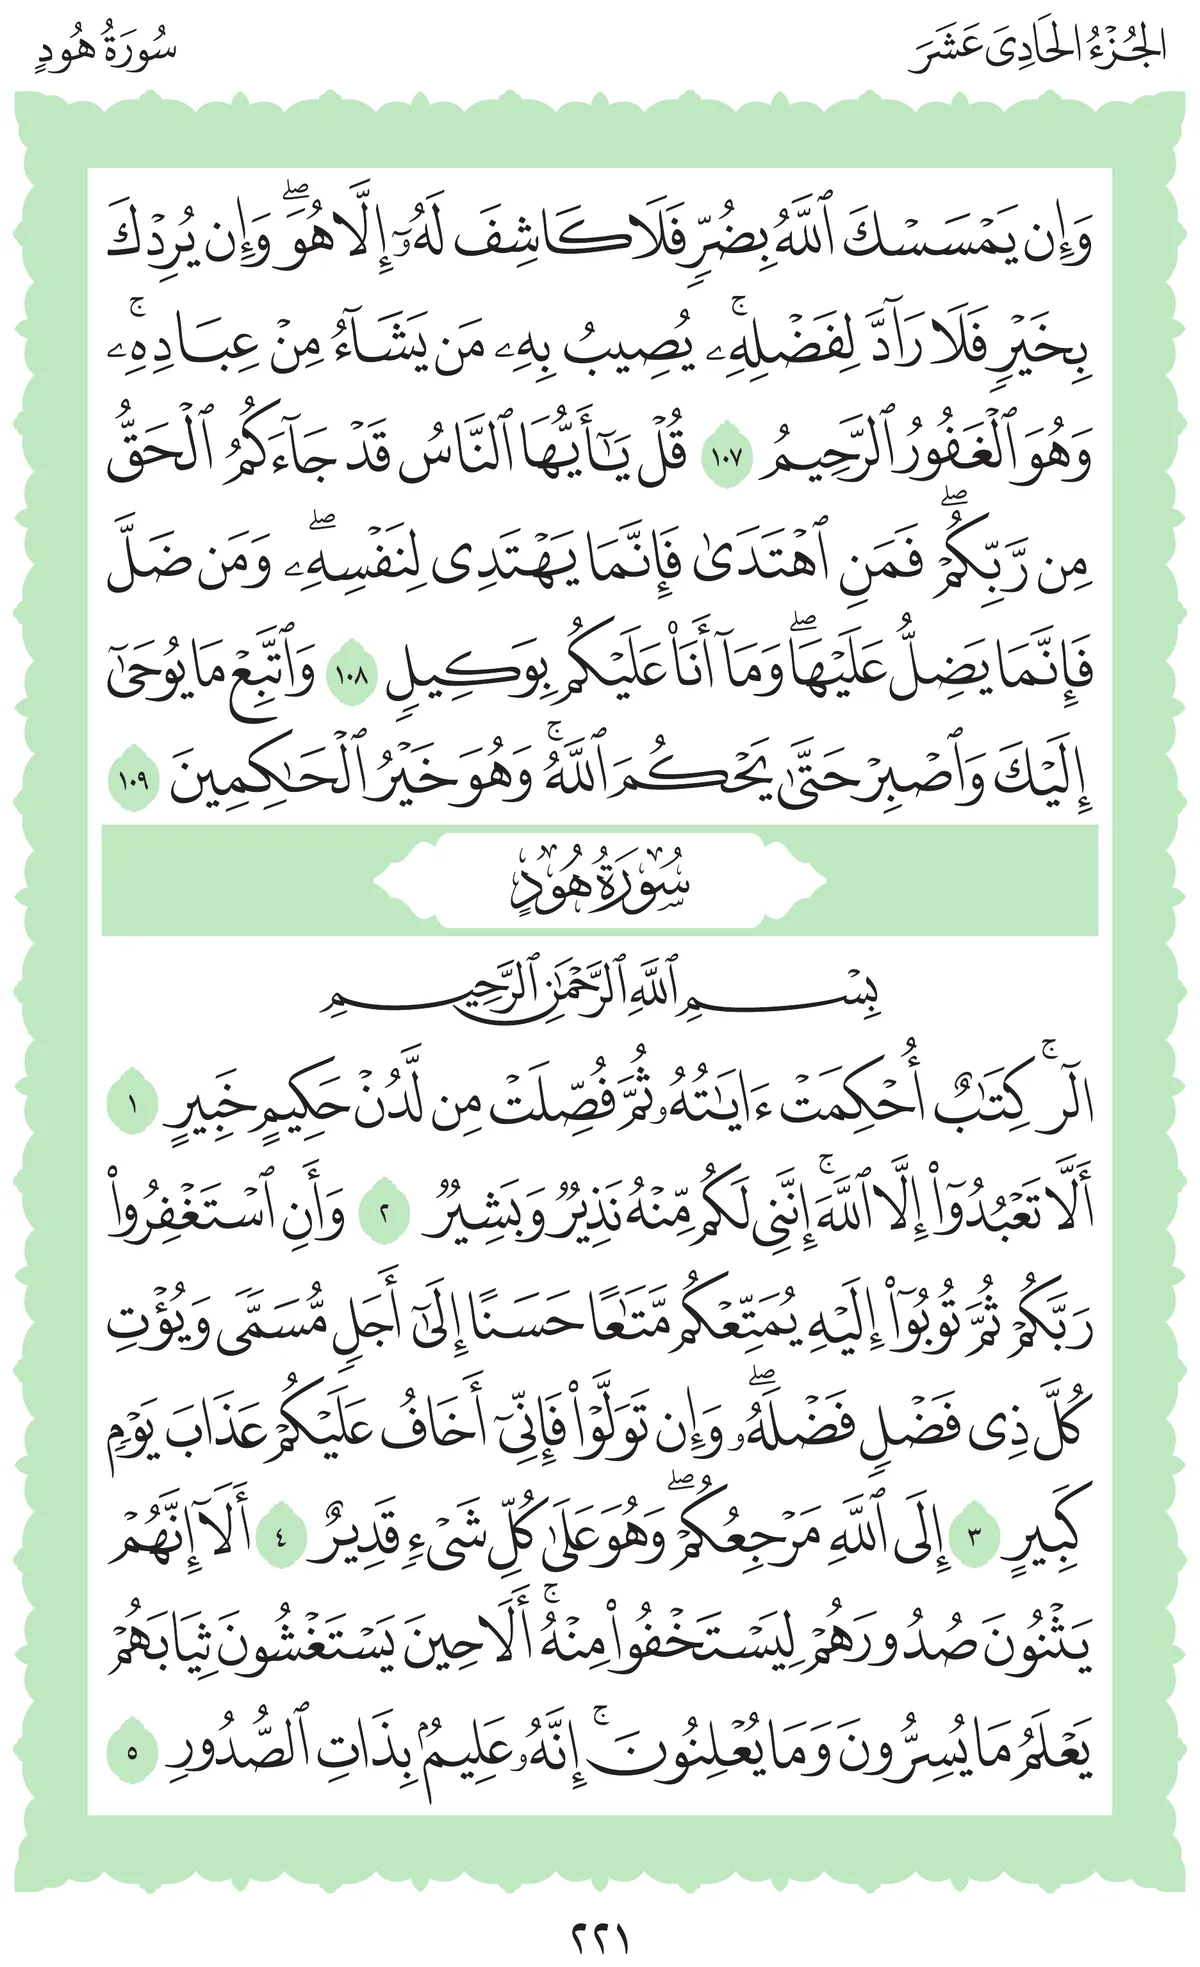 الجُزْءُ الحَادِىَ عَشَرَ
سُورَةُ هُودٍ
وَإِن يَمۡسَسۡكَ ٱللَّهُ بِضُرٍّ فَلَا كَاشِفَ لَهُۥٓ إِلَّا هُوَۖ وَإِن يُرِدۡكَ
بِخَيۡرٍ فَلَا رَآدَّ لِفَضۡلِهِۦۚ يُصِيبُ بِهِۦ مَن يَشَآءُ مِنۡ عِبَادِهِۦۚ
وَهُوَ ٱلۡغَفُورُ ٱلرَّحِيمُ ١٠٧ قُلۡ يَٰٓأَيُّهَا ٱلنَّاسُ قَدۡ جَآءَكُمُ ٱلۡحَقُّ
مِن رَّبِّكُمۡۖ فَمَنِ ٱهۡتَدَىٰ فَإِنَّمَا يَهۡتَدِى لِنَفۡسِهِۦۖ وَمَن ضَلَّ
فَإِنَّمَا يَضِلُّ عَلَيۡهَاۖ وَمَآ أَنَا۠ عَلَيۡكُم بِوَكِيلٍ ١٠٨ وَٱتَّبِعۡ مَا يُوحَىٰٓ
إِلَيۡكَ وَٱصۡبِرۡ حَتَّىٰ يَحۡكُمَ ٱللَّهُۚ وَهُوَ خَيۡرُ ٱلۡحَٰكِمِينَ ١٠٩
سُورَةُ هُودٍ
بِسۡمِ ٱللَّهِ ٱلرَّحۡمَٰنِ ٱلرَّحِيمِ
الٓرۚ كِتَٰبٌ أُحۡكِمَتۡ ءَايَٰتُهُۥ ثُمَّ فُصِّلَتۡ مِن لَّدُنۡ حَكِيمٍ خَبِيرٍ ١
أَلَّا تَعۡبُدُوٓاْ إِلَّا ٱللَّهَۚ إِنَّنِى لَكُم مِّنۡهُ نَذِيرٌ وَبَشِيرٌ ٢ وَأَنِ ٱسۡتَغۡفِرُواْ
رَبَّكُمۡ ثُمَّ تُوبُوٓاْ إِلَيۡهِ يُمَتِّعۡكُم مَّتَٰعًا حَسَنًا إِلَىٰٓ أَجَلٍ مُّسَمًّى وَيُؤۡتِ
كُلَّ ذِى فَضۡلٍ فَضۡلَهُۥۖ وَإِن تَوَلَّوۡاْ فَإِنِّىٓ أَخَافُ عَلَيۡكُمۡ عَذَابَ يَوۡمٍ
كَبِيرٍ ٣ إِلَى ٱللَّهِ مَرۡجِعُكُمۡۖ وَهُوَ عَلَىٰ كُلِّ شَىۡءٍ قَدِيرٌ ٤ أَلَآ إِنَّهُمۡ
يَثۡنُونَ صُدُورَهُمۡ لِيَسۡتَخۡفُواْ مِنۡهُۚ أَلَا حِينَ يَسۡتَغۡشُونَ ثِيَابَهُمۡ
يَعۡلَمُ مَا يُسِرُّونَ وَمَا يُعۡلِنُونَۚ إِنَّهُۥ عَلِيمٌۢ بِذَاتِ ٱلصُّدُورِ ٥
٢٢١